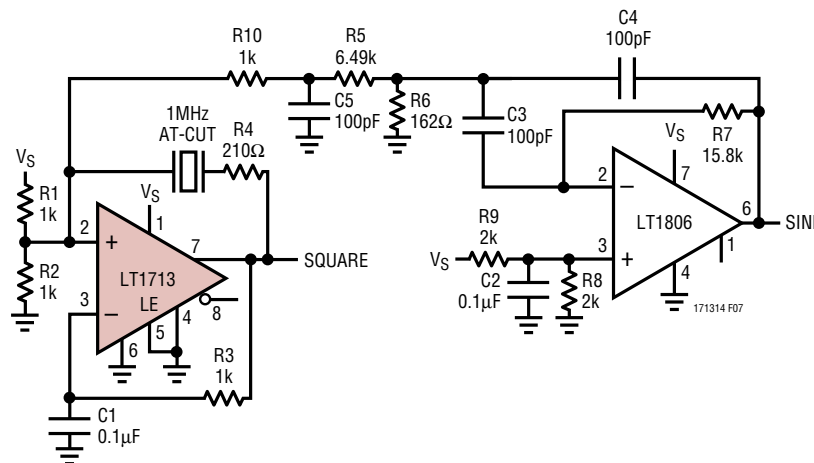 C4
100pF
R10
1k
R5
6.49k
C5
100pF
R6
162Ω
C3
100pF
R7
15.8k
1MHz
AT-CUT
R4
210Ω
VS
R1
1k
R2
1k
VS
1
2
+
7
SQUARE
LT1713
LE
3
−
8
4
5
6
R3
1k
C1
0.1µF
VS
7
2
−
6
LT1806
1
3
+
4
R9
2k
VS
C2
0.1µF
R8
2k
171314 F07